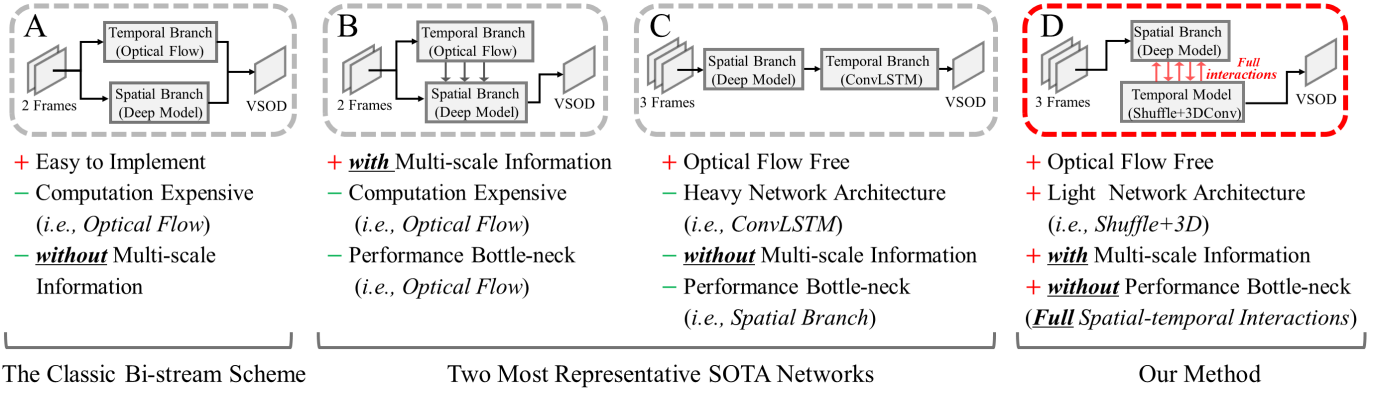 A
Temporal Branch
(Optical Flow)
2 Frames
Spatial Branch
(Deep Model)
VSOD
+ Easy to Implement
− Computation Expensive
(i.e., Optical Flow)
− without Multi-scale
Information
The Classic Bi-stream Scheme
B
Temporal Branch
(Optical Flow)
2 Frames
Spatial Branch
(Deep Model)
VSOD
+ with Multi-scale Information
− Computation Expensive
(i.e., Optical Flow)
− Performance Bottle-neck
(i.e., Optical Flow)
C
3 Frames
Spatial Branch
(Deep Model)
Temporal Branch
(ConvLSTM)
VSOD
+ Optical Flow Free
− Heavy Network Architecture
(i.e., ConvLSTM)
− without Multi-scale Information
− Performance Bottle-neck
(i.e., Spatial Branch)
Two Most Representative SOTA Networks
D
Spatial Branch
(Deep Model)
Full
interactions
3 Frames
Temporal Model
(Shuffle+3DConv)
VSOD
+ Optical Flow Free
+ Light Network Architecture
(i.e., Shuffle+3D)
+ with Multi-scale Information
+ without Performance Bottle-neck
(Full Spatial-temporal Interactions)
Our Method